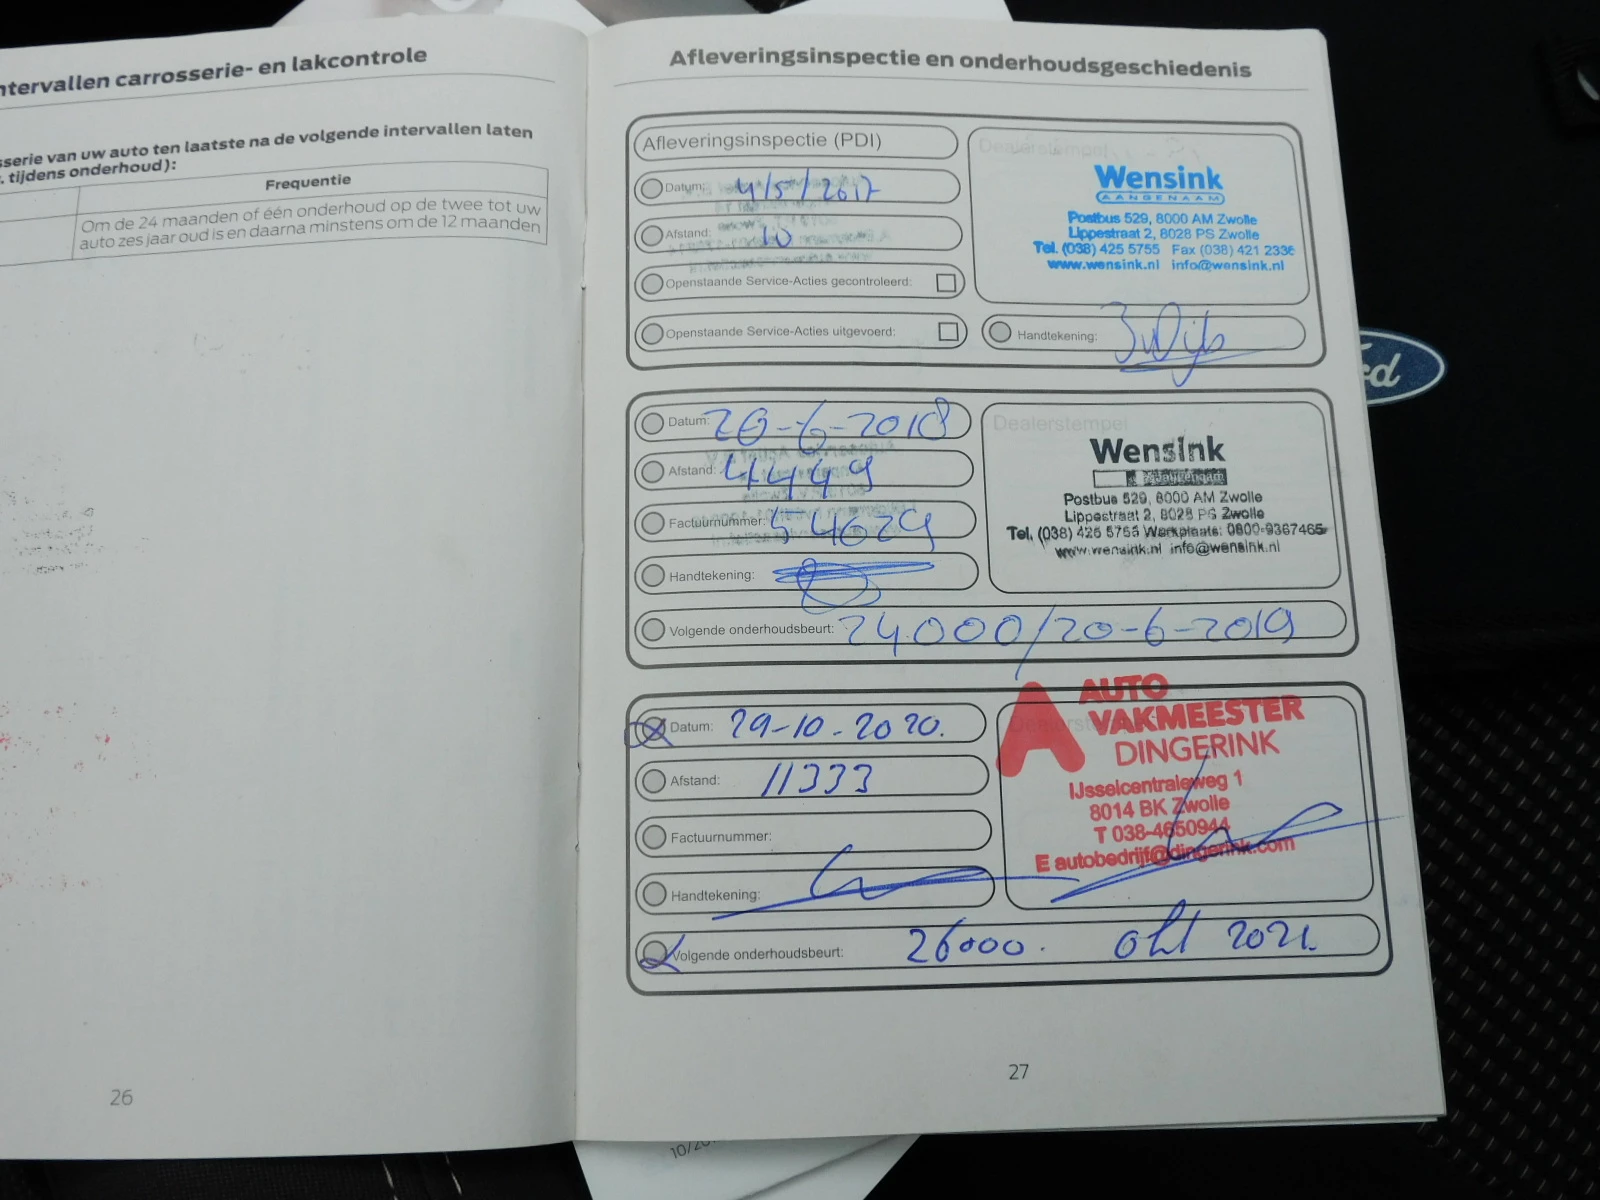 ntervallen carrosserie- en lakcontrole
serie van uw auto ten laatste na de volgende intervallen laten
. tijdens onderhoud):
Frequentie
Om de 24 maanden of één onderhoud op de twee tot uw
auto zes jaar oud is en daarna minstens om de 12 maanden
26
Afleveringsinspectie en onderhoudsgeschiedenis
Afleveringsinspectie (PDI)
Datum: 4/5/2017
Afstand: 10
Openstaande Service-Acties gecontroleerd:
Openstaande Service-Acties uitgevoerd:
Dealerstempel
Wensink
AANGENAAM
Postbus 529, 8000 AM Zwolle
Lippestraat 2, 8028 PS Zwolle
Tel. (038) 425 5755 Fax (038) 421 2336
www.wensink.nl info@wensink.nl
Handtekening:
Datum: 20-6-2018
Afstand: 4449
Factuurnummer: 54629
Handtekening:
Volgende onderhoudsbeurt: 24.000/20-6-2019
Dealerstempel
Wensink
Postbus 529, 8000 AM Zwolle
Lippestraat 2, 8028 PS Zwolle
Tel. (038) 425 5755 Werkplaats: 0800-9367465
www.wensink.nl info@wensink.nl
Datum: 29-10-2020.
Afstand: 11333
Factuurnummer:
Handtekening:
Volgende onderhoudsbeurt: 26000. okt 2021.
AUTO
VAKMEESTER
DINGERINK
IJsselcentraleweg 1
8014 BK Zwolle
T 038-4650944
E autobedrijf@dingerink.com
27
10/20